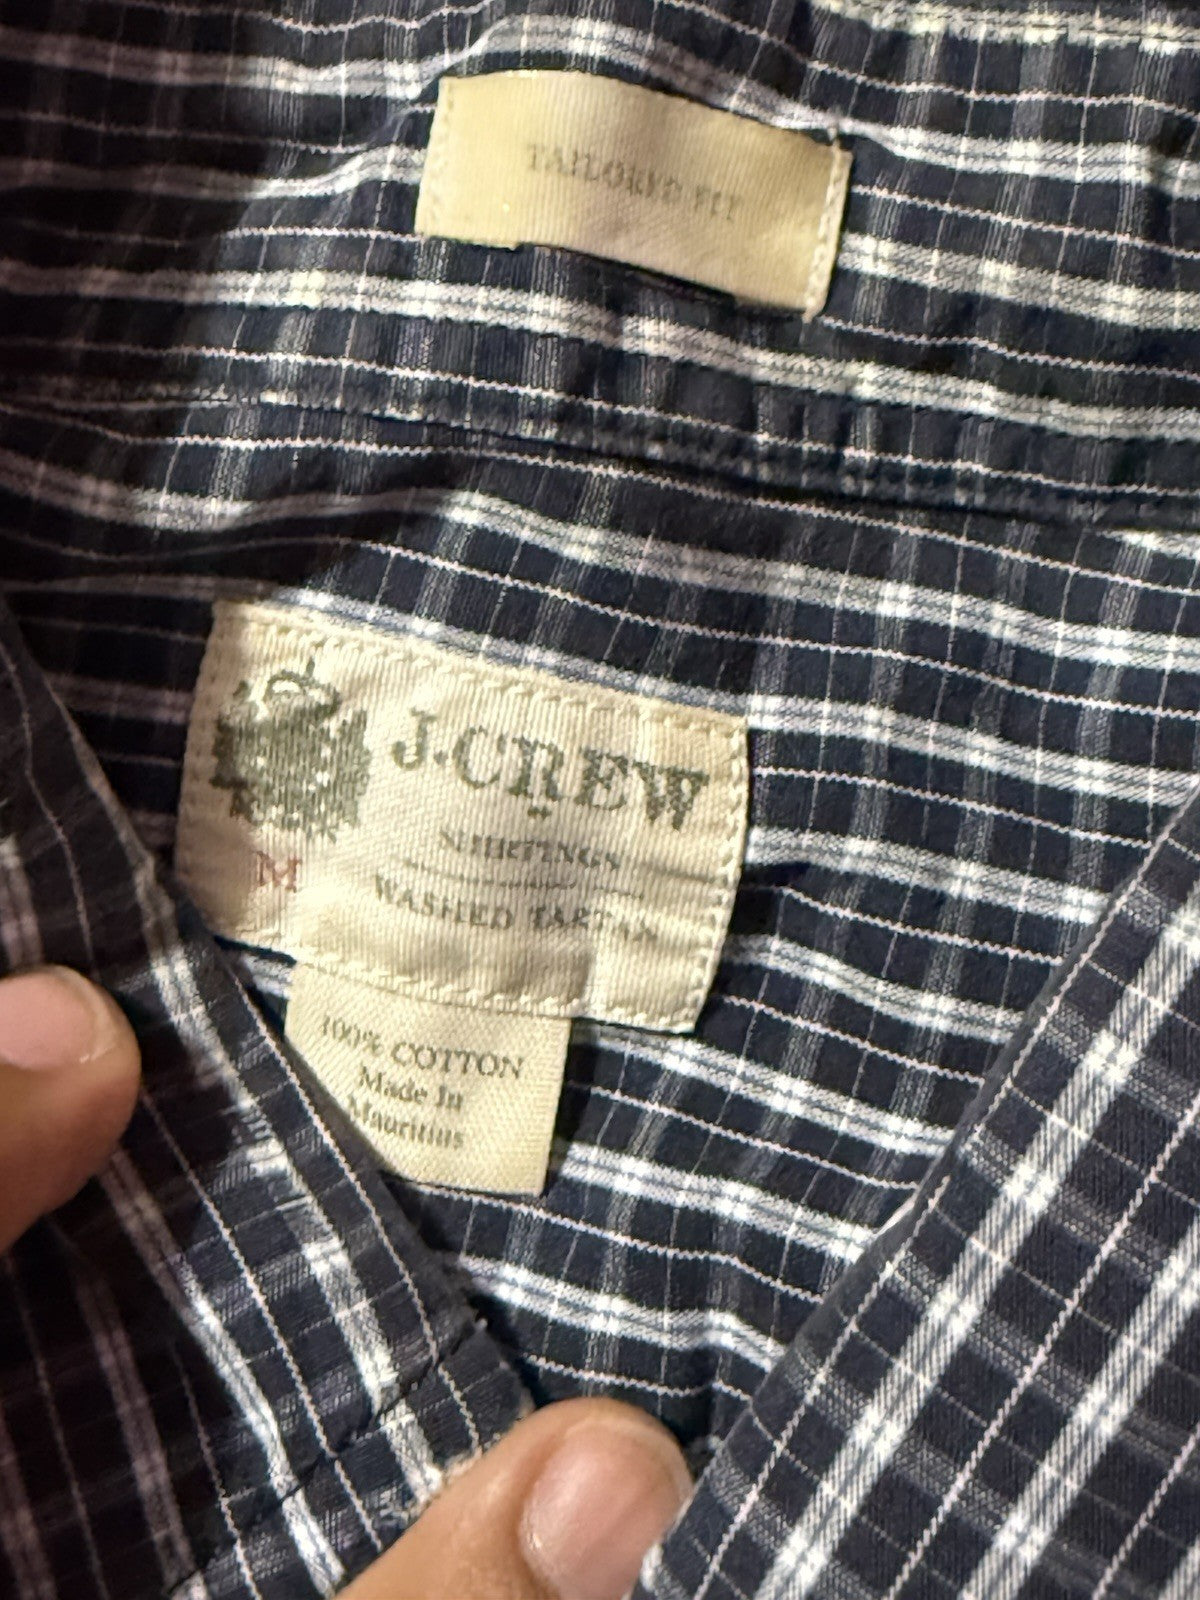 TAILORED FIT
J.CREW
SHIRTINGS
M
WASHED TARTAN
100% COTTON
Made In
Mauritius